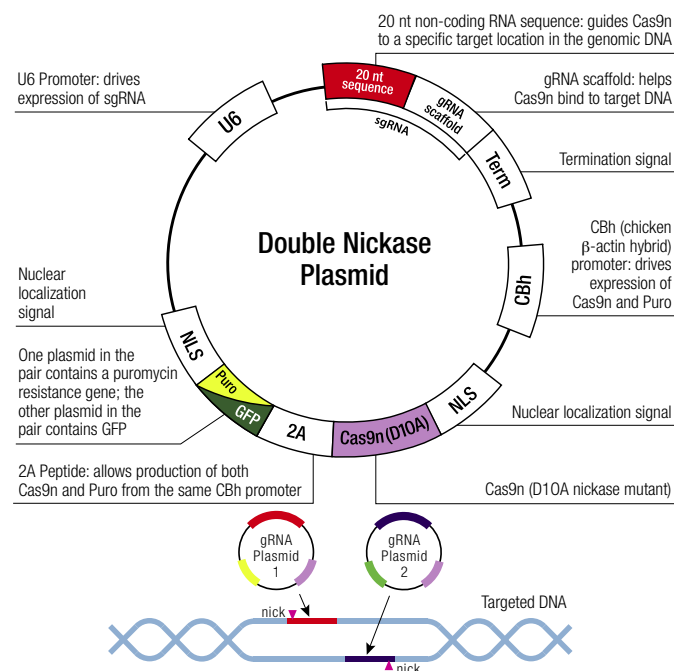 20 nt non-coding RNA sequence: guides Cas9n
to a specific target location in the genomic DNA
U6 Promoter: drives
expression of sgRNA
gRNA scaffold: helps
Cas9n bind to target DNA
20 nt
sequence
gRNA
scaffold
sgRNA
U6
Term
Termination signal
Double Nickase
Plasmid
CBh (chicken
β-actin hybrid)
promoter: drives
expression of
Cas9n and Puro
CBh
Nuclear
localization
signal
NLS
One plasmid in the
pair contains a puromycin
resistance gene; the
other plasmid in the
pair contains GFP
Puro
GFP
2A
Cas9n (D10A)
NLS
Nuclear localization signal
2A Peptide: allows production of both
Cas9n and Puro from the same CBh promoter
Cas9n (D10A nickase mutant)
gRNA
Plasmid
1
gRNA
Plasmid
2
nick
Targeted DNA
nick